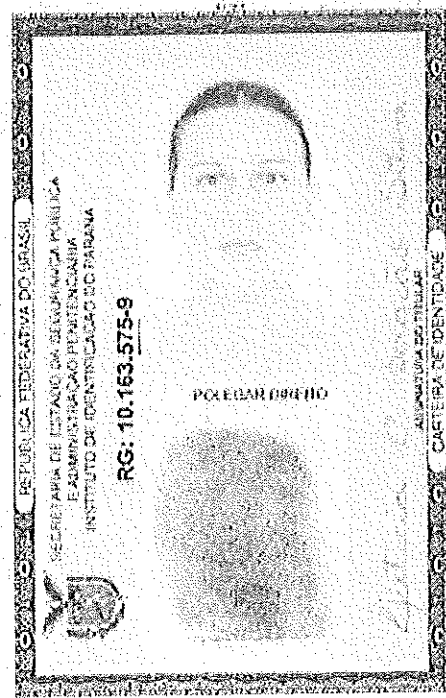 REPÚBLICA FEDERATIVA DO BRASIL
SECRETARIA DE ESTADO DA SEGURANÇA PÚBLICA
E ADMINISTRAÇÃO PENITENCIÁRIA
INSTITUTO DE IDENTIFICAÇÃO DO PARANÁ
RG: 10.163.575-9
POLEGAR DIREITO
ASSINATURA DO TITULAR
CARTEIRA DE IDENTIDADE